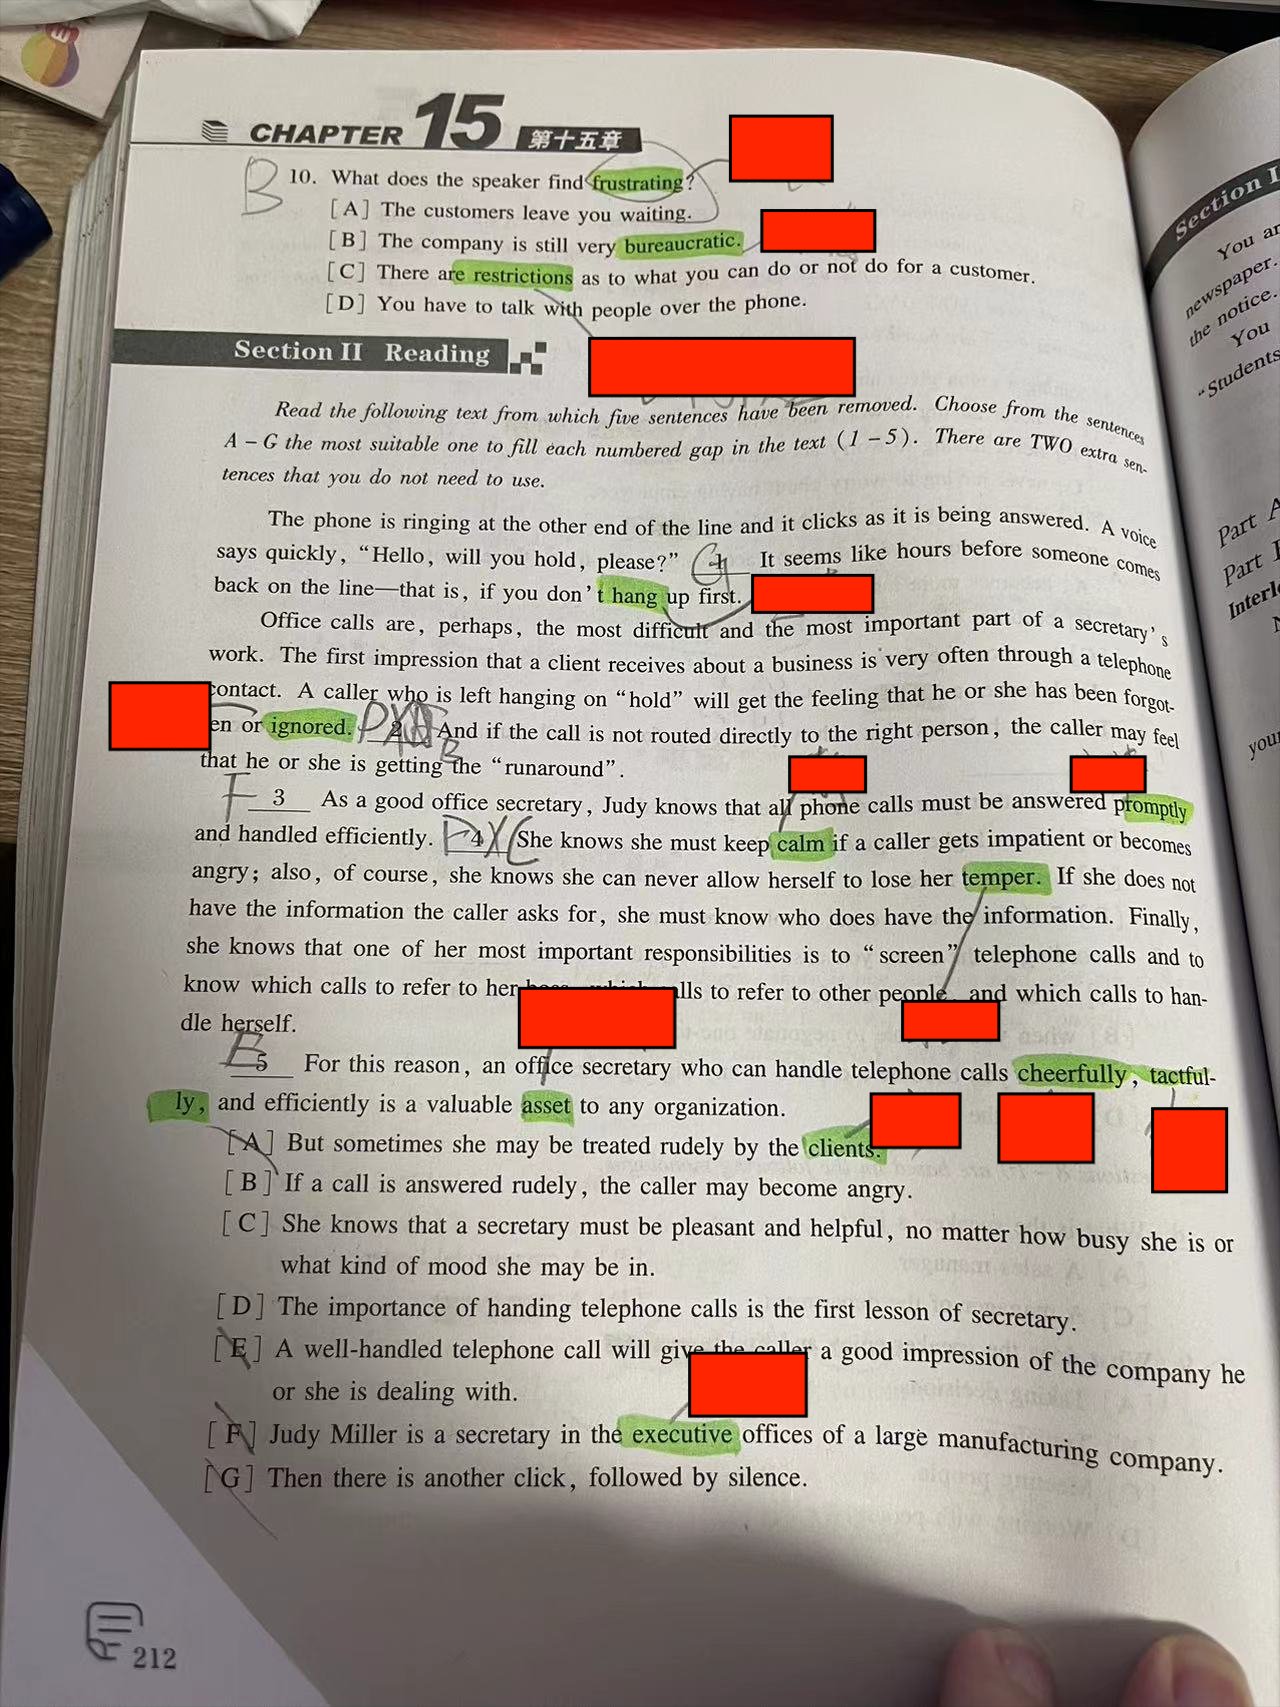 CHAPTER 15 第十五章
B 10. What does the speaker find frustrating?
[A] The customers leave you waiting.
[B] The company is still very bureaucratic.
[C] There are restrictions as to what you can do or not do for a customer.
[D] You have to talk with people over the phone.
Section II Reading
Read the following text from which five sentences have been removed. Choose from the sentences
A-G the most suitable one to fill each numbered gap in the text (1-5). There are TWO extra sen-
tences that you do not need to use.
The phone is ringing at the other end of the line and it clicks as it is being answered. A voice
says quickly, "Hello, will you hold, please?" G 1 It seems like hours before someone comes
back on the line—that is, if you don't hang up first.
Office calls are, perhaps, the most difficult and the most important part of a secretary's
work. The first impression that a client receives about a business is very often through a telephone
contact. A caller who is left hanging on "hold" will get the feeling that he or she has been forgot-
en or ignored. D 2 B And if the call is not routed directly to the right person, the caller may feel
that he or she is getting the "runaround".
F 3 As a good office secretary, Judy knows that all phone calls must be answered promptly
and handled efficiently. 4 C She knows she must keep calm if a caller gets impatient or becomes
angry; also, of course, she knows she can never allow herself to lose her temper. If she does not
have the information the caller asks for, she must know who does have the information. Finally,
she knows that one of her most important responsibilities is to "screen" telephone calls and to
know which calls to refer to her lls to refer to other people, and which calls to han-
dle herself.
E 5 For this reason, an office secretary who can handle telephone calls cheerfully, tactful-
ly, and efficiently is a valuable asset to any organization.
[A] But sometimes she may be treated rudely by the clients.
[B] If a call is answered rudely, the caller may become angry.
[C] She knows that a secretary must be pleasant and helpful, no matter how busy she is or
what kind of mood she may be in.
[D] The importance of handing telephone calls is the first lesson of secretary.
[E] A well-handled telephone call will give the caller a good impression of the company he
or she is dealing with.
[F] Judy Miller is a secretary in the executive offices of a large manufacturing company.
[G] Then there is another click, followed by silence.
212
Section I
You ar
newspaper.
the notice.
You
"Students
Part A
Part
Interl
you